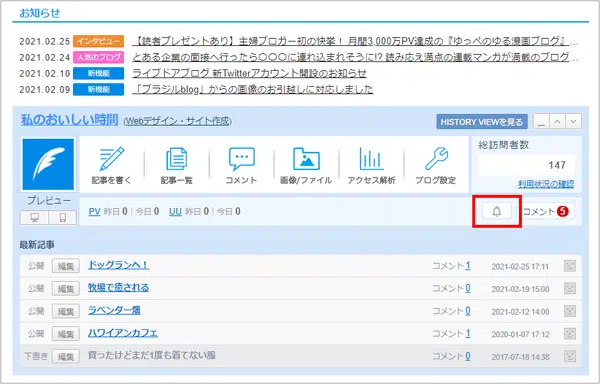 お知らせ
2021.02.25 インタビュー 【読者プレゼントあり】主婦ブロガー初の快挙！ 月間3,000万PV達成の『ゆっぺのゆる漫画ブログ』…
2021.02.24 人気のブログ とある企業の面接へ行ったら〇〇〇に連れ込まれそうに!? 読み応え満点の連載マンガが満載のブログ…
2021.02.10 新機能 ライブドアブログ 新Twitterアカウント開設のお知らせ
2021.02.09 新機能 「ブラジルblog」からの画像のお引越しに対応しました
私のおいしい時間 (Webデザイン・サイト作成) HISTORY VIEWを見る
総訪問者数
147
記事を書く 記事一覧 コメント 画像/ファイル アクセス解析 ブログ設定
利用状況の確認
プレビュー
PV 昨日 0 | 今日 0 UU 昨日 0 | 今日 0 コメント 5
最新記事
公開 編集 ドッグランへ！ コメント 1 2021-02-25 17:11
公開 編集 牧場で癒される コメント 0 2021-02-19 15:00
公開 編集 ラベンダー畑 コメント 0 2021-02-12 14:00
公開 編集 ハワイアンカフェ コメント 1 2020-01-07 17:12
下書き 編集 買ったけどまだ1度も着てない服 コメント 0 2017-07-18 14:38